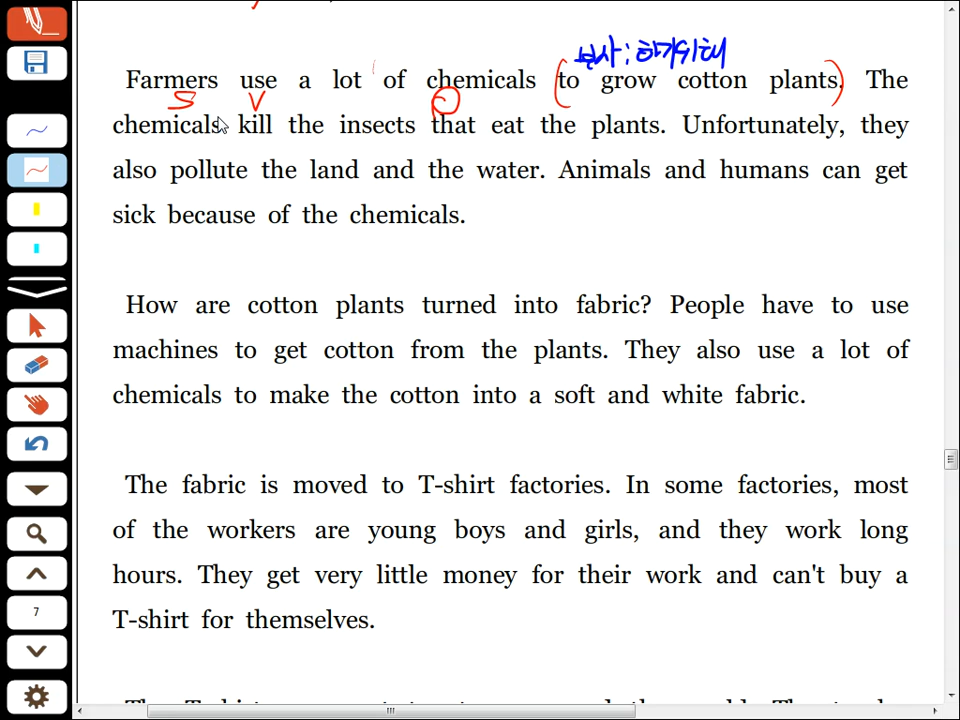 부사: 하기위해
Farmers use a lot of chemicals (to grow cotton plants.) The
S V O
chemicals kill the insects that eat the plants. Unfortunately, they
also pollute the land and the water. Animals and humans can get
sick because of the chemicals.
How are cotton plants turned into fabric? People have to use
machines to get cotton from the plants. They also use a lot of
chemicals to make the cotton into a soft and white fabric.
The fabric is moved to T-shirt factories. In some factories, most
of the workers are young boys and girls, and they work long
hours. They get very little money for their work and can't buy a
T-shirt for themselves.
7